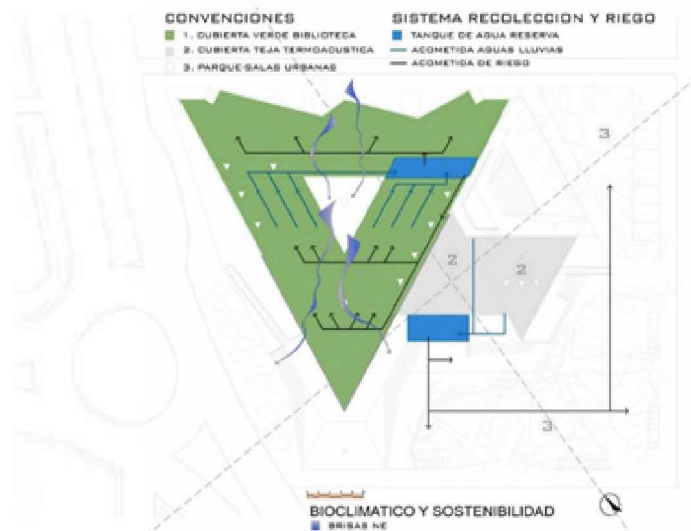 CONVENCIONES
1. CUBIERTA VERDE BIBLIOTECA
2. CUBIERTA TEJA TERMOACUSTICA
3. PARQUE-SALAS URBANAS
SISTEMA RECOLECCION Y RIEGO
TANQUE DE AGUA RESERVA
ACOMETIDA AGUAS LLUVIAS
ACOMETIDA DE RIEGO
3
2
2
3
BIOCLIMATICO Y SOSTENIBILIDAD
BRISAS NE